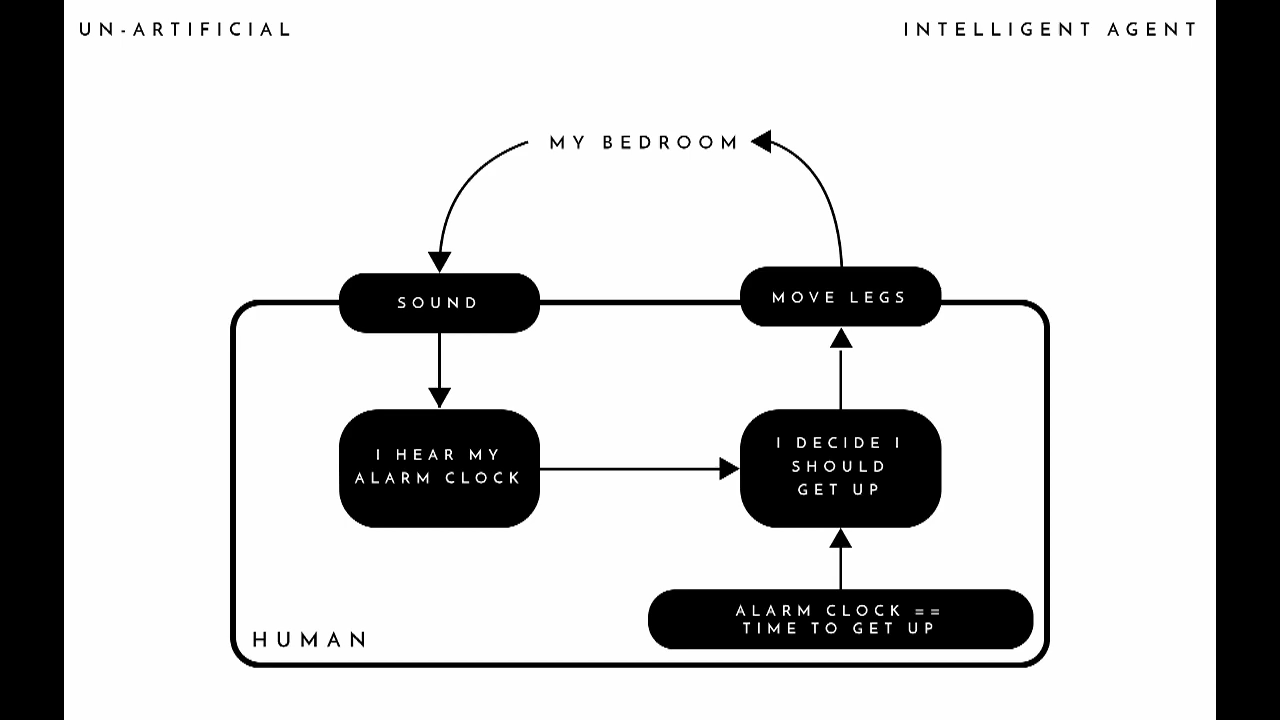 UN-ARTIFICIAL
INTELLIGENT AGENT
MY BEDROOM
SOUND
MOVE LEGS
I HEAR MY
ALARM CLOCK
I DECIDE I
SHOULD
GET UP
ALARM CLOCK ==
TIME TO GET UP
HUMAN